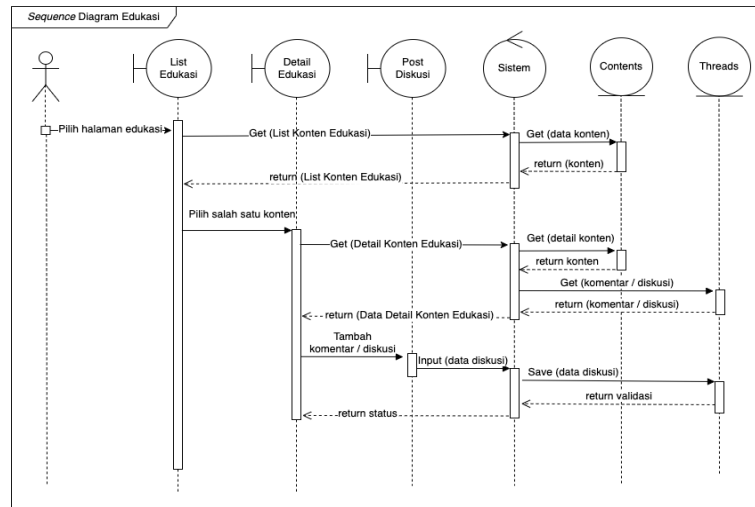 Sequence Diagram Edukasi
List
Edukasi
Detail
Edukasi
Post
Diskusi
Sistem
Contents
Threads
Pilih halaman edukasi
Get (List Konten Edukasi)
Get (data konten)
return (konten)
return (List Konten Edukasi)
Pilih salah satu konten
Get (Detail Konten Edukasi)
Get (detail konten)
return konten
Get (komentar / diskusi)
return (komentar / diskusi)
return (Data Detail Konten Edukasi)
Tambah
komentar / diskusi
Input (data diskusi)
Save (data diskusi)
return validasi
return status